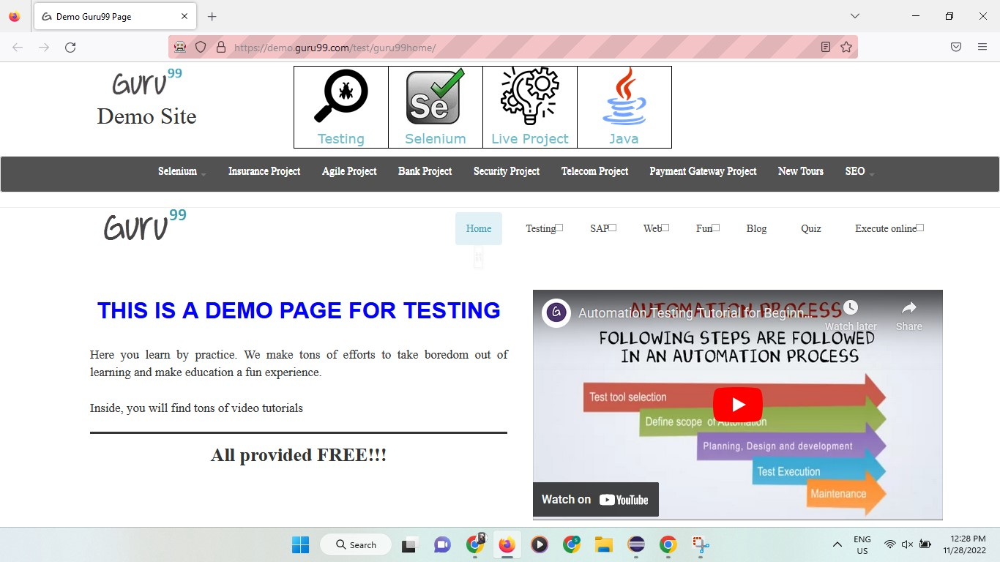 Demo Guru99 Page
https://demo.guru99.com/test/guru99home/
Guru99
Demo Site
Testing
Se
Selenium
Live Project
Java
Selenium
Insurance Project
Agile Project
Bank Project
Security Project
Telecom Project
Payment Gateway Project
New Tours
SEO
Guru99
Home
Testing
SAP
Web
Fun
Blog
Quiz
Execute online
THIS IS A DEMO PAGE FOR TESTING
Here you learn by practice. We make tons of efforts to take boredom out of
learning and make education a fun experience.
Inside, you will find tons of video tutorials
All provided FREE!!!
G
AUTOMATION PROCESS
Automation Testing Tutorial for Beginn...
Watch later
Share
FOLLOWING STEPS ARE FOLLOWED
IN AN AUTOMATION PROCESS
Test tool selection
Define scope of Automation
Planning, Design and development
Test Execution
Maintenance
Watch on YouTube
Search
ENG
US
12:28 PM
11/28/2022